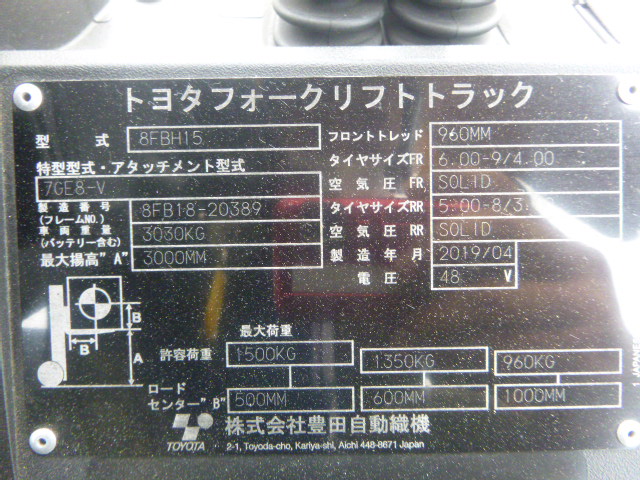 トヨタフォークリフトトラック
型式 8FBH15 フロントトレッド 960MM
特型型式・アタッチメント型式 タイヤサイズFR 6.00-9/4.00
7GE8-V 空気圧 FR SOLID
製造番号 (フレームNO.) 8FB18-20389 タイヤサイズRR 5.00-8/3.
車両重量 (バッテリー含む) 3030KG 空気圧 RR SOLID
最大揚高"A" 3000MM 製造年月 2019/04
電圧 48 V
B
B
A
最大荷重
許容荷重 1500KG 1350KG 960KG
ロードセンター"B" 500MM 600MM 1000MM
TOYOTA 株式会社豊田自動織機
2-1, Toyoda-cho, Kariya-shi, Aichi 448-8671 Japan